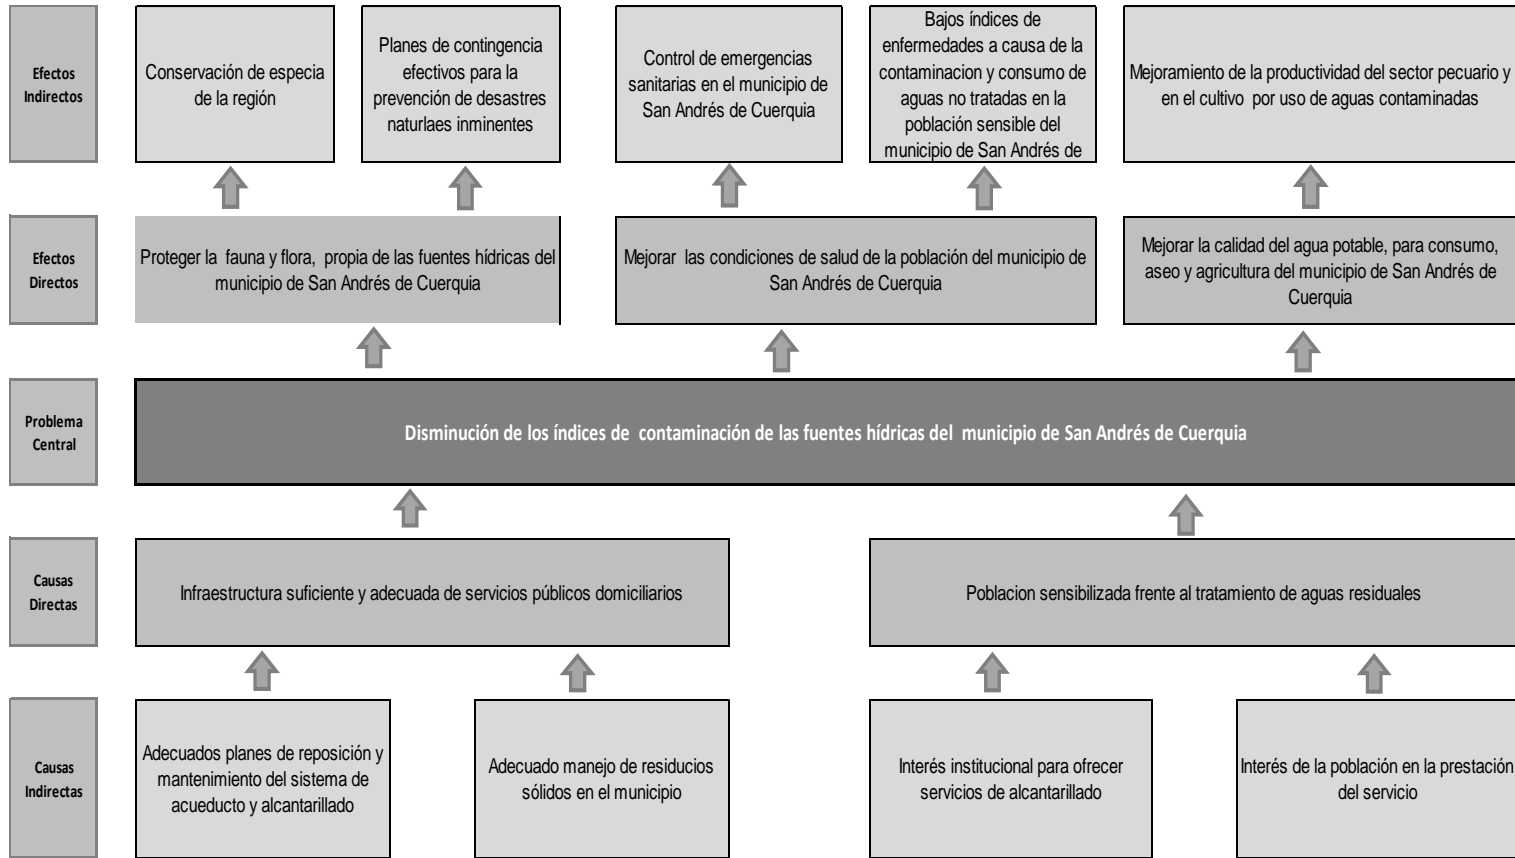 Efectos
Indirectos
Conservación de especia
de la región
Planes de contingencia
efectivos para la
prevención de desastres
naturlaes inminentes
Control de emergencias
sanitarias en el municipio de
San Andrés de Cuerquia
Bajos índices de
enfermedades a causa de la
contaminacion y consumo de
aguas no tratadas en la
población sensible del
municipio de San Andrés de
Mejoramiento de la productividad del sector pecuario y
en el cultivo por uso de aguas contaminadas
Efectos
Directos
Proteger la fauna y flora, propia de las fuentes hídricas del
municipio de San Andrés de Cuerquia
Mejorar las condiciones de salud de la población del municipio de
San Andrés de Cuerquia
Mejorar la calidad del agua potable, para consumo,
aseo y agricultura del municipio de San Andrés de
Cuerquia
Problema
Central
Disminución de los índices de contaminación de las fuentes hídricas del municipio de San Andrés de Cuerquia
Causas
Directas
Infraestructura suficiente y adecuada de servicios públicos domiciliarios
Poblacion sensibilizada frente al tratamiento de aguas residuales
Causas
Indirectas
Adecuados planes de reposición y
mantenimiento del sistema de
acueducto y alcantarillado
Adecuado manejo de residucios
sólidos en el municipio
Interés institucional para ofrecer
servicios de alcantarillado
Interés de la población en la prestación
del servicio